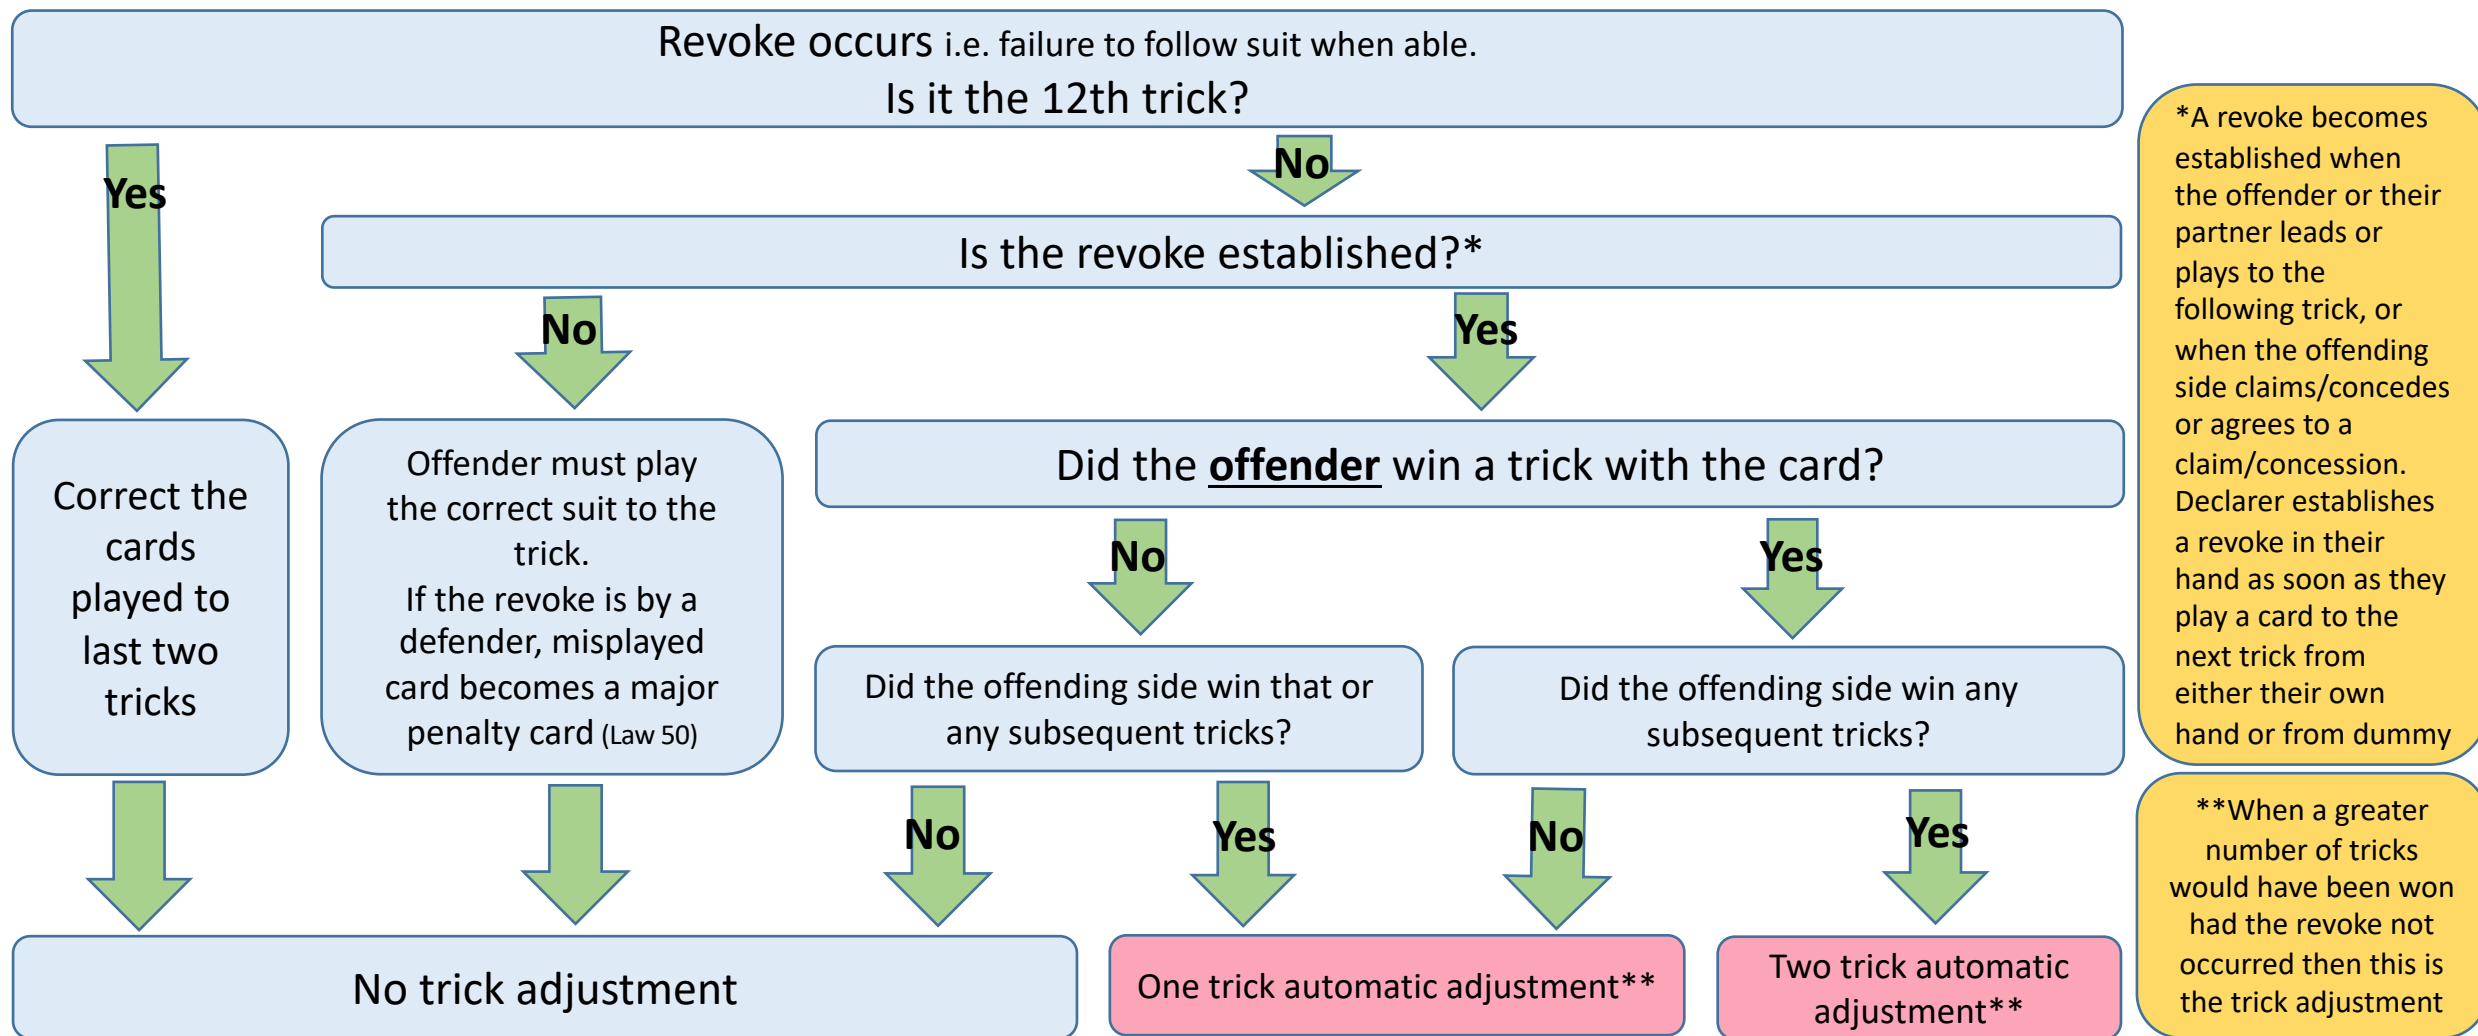 Revoke occurs i.e. failure to follow suit when able.
Is it the 12th trick?
Yes
No
Is the revoke established?*
No
Yes
Correct the
cards
played to
last two
tricks
Offender must play
the correct suit to the
trick.
If the revoke is by a
defender, misplayed
card becomes a major
penalty card (Law 50)
Did the offender win a trick with the card?
No
Yes
Did the offending side win that or
any subsequent tricks?
Did the offending side win any
subsequent tricks?
No
Yes
No
Yes
No trick adjustment
One trick automatic adjustment**
Two trick automatic
adjustment**
*A revoke becomes
established when
the offender or their
partner leads or
plays to the
following trick, or
when the offending
side claims/concedes
or agrees to a
claim/concession.
Declarer establishes
a revoke in their
hand as soon as they
play a card to the
next trick from
either their own
hand or from dummy
**When a greater
number of tricks
would have been won
had the revoke not
occurred then this is
the trick adjustment